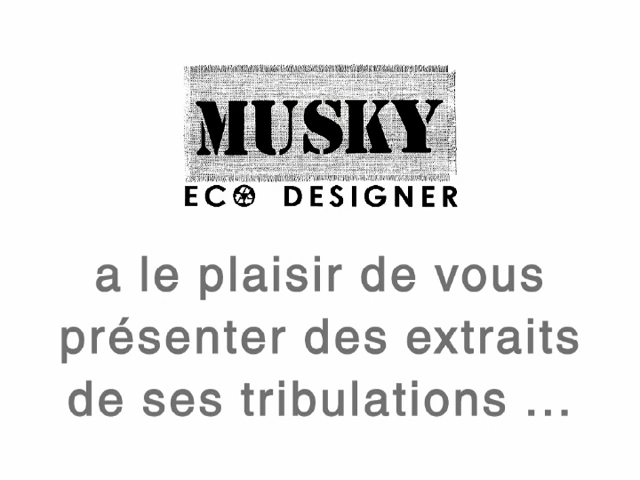 MUSKY
ECO DESIGNER
a le plaisir de vous
présenter des extraits
de ses tribulations ...